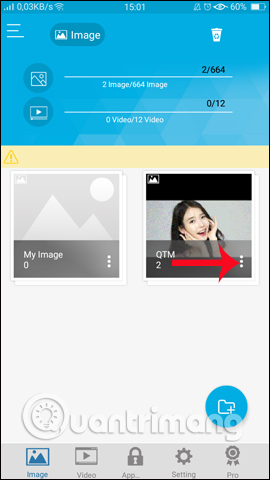 0,03KB/s 15:01 60%
Image
2/664
2 Image/664 Image
0/12
0 Video/12 Video
My Image
0
QTM
2
uantrimang
Image Video App... Setting Pro